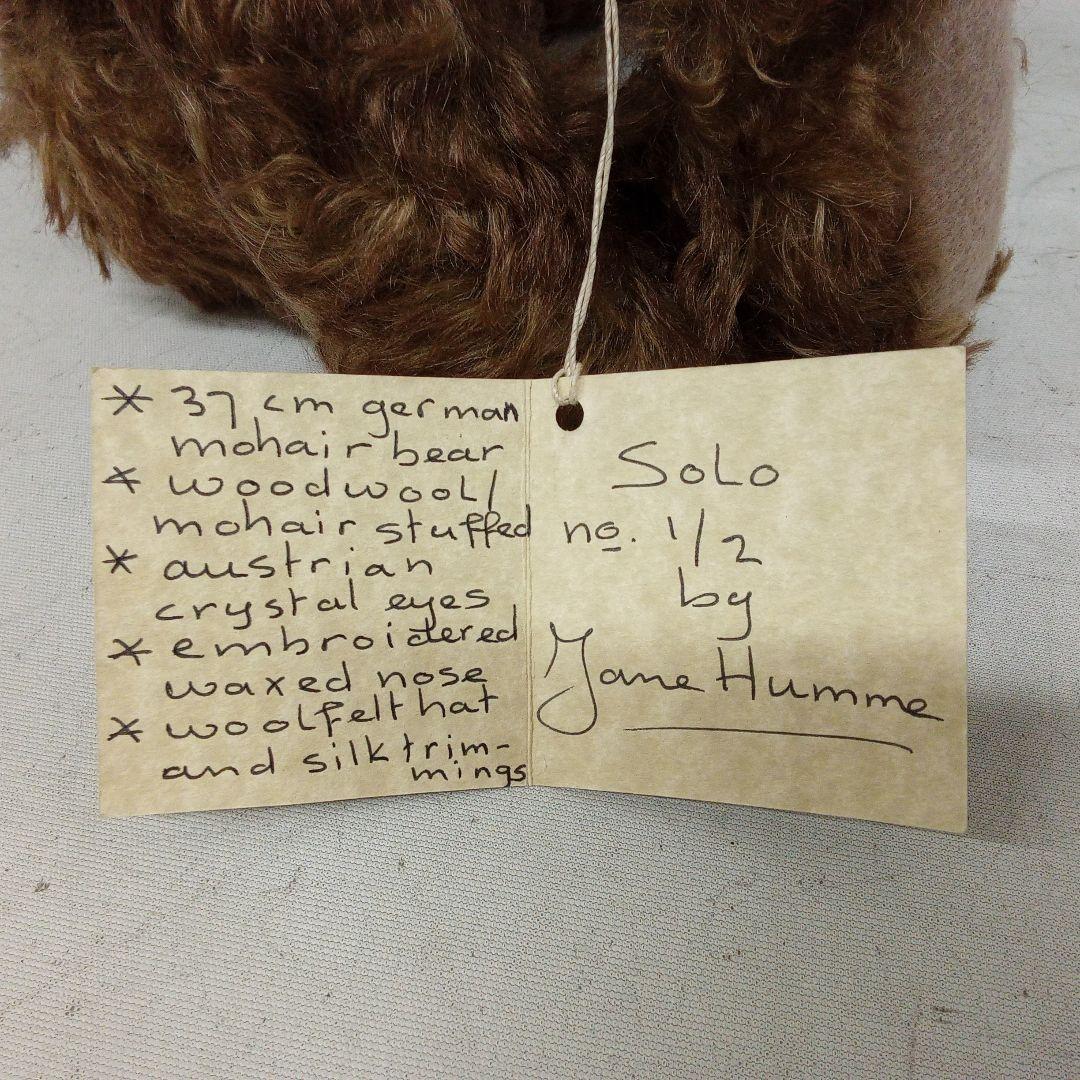 * 37 cm german
mohair bear
* woodwool/
mohair stuffed
* austrian
crystal eyes
* embroidered
waxed nose
* woolfelt hat
and silk trim-
mings
SoLo
no. 1/2
by
Jane Humme